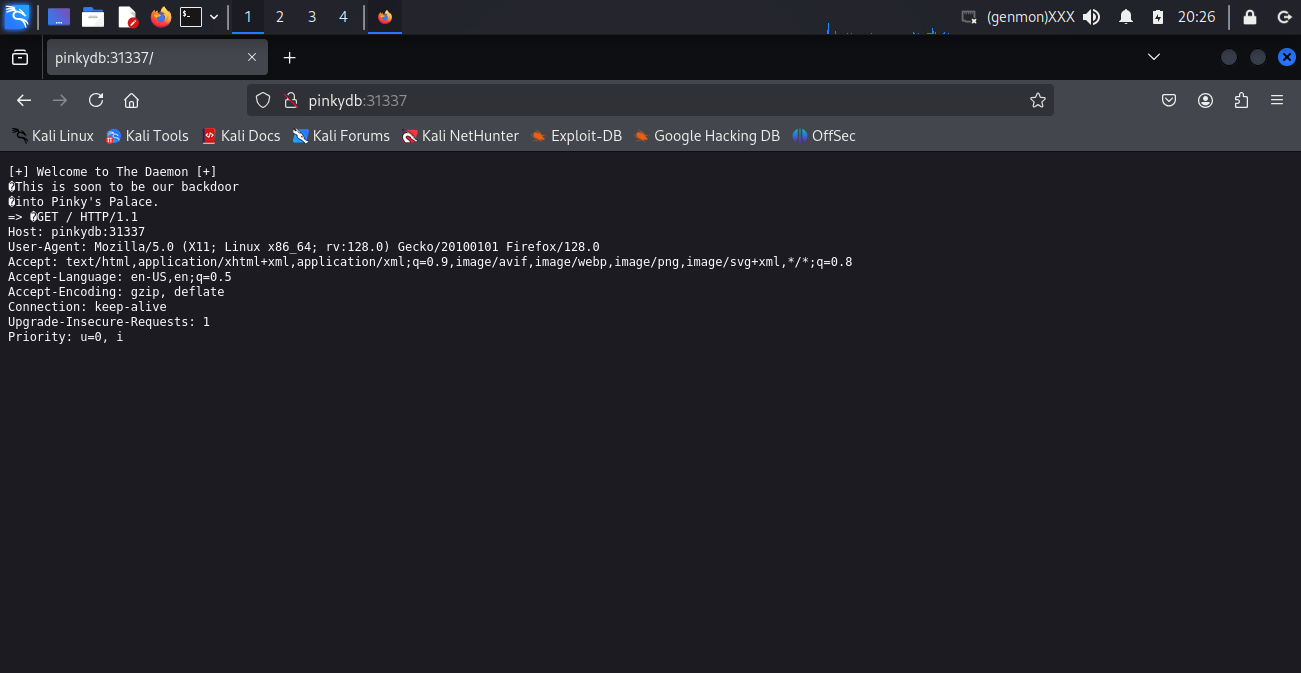 1 2 3 4 (genmon)XXX 20:26
pinkydb:31337/
pinkydb:31337
Kali Linux Kali Tools Kali Docs Kali Forums Kali NetHunter Exploit-DB Google Hacking DB OffSec
[+] Welcome to The Daemon [+]
�This is soon to be our backdoor
�into Pinky's Palace.
=> �GET / HTTP/1.1
Host: pinkydb:31337
User-Agent: Mozilla/5.0 (X11; Linux x86_64; rv:128.0) Gecko/20100101 Firefox/128.0
Accept: text/html,application/xhtml+xml,application/xml;q=0.9,image/avif,image/webp,image/png,image/svg+xml,*/*;q=0.8
Accept-Language: en-US,en;q=0.5
Accept-Encoding: gzip, deflate
Connection: keep-alive
Upgrade-Insecure-Requests: 1
Priority: u=0, i